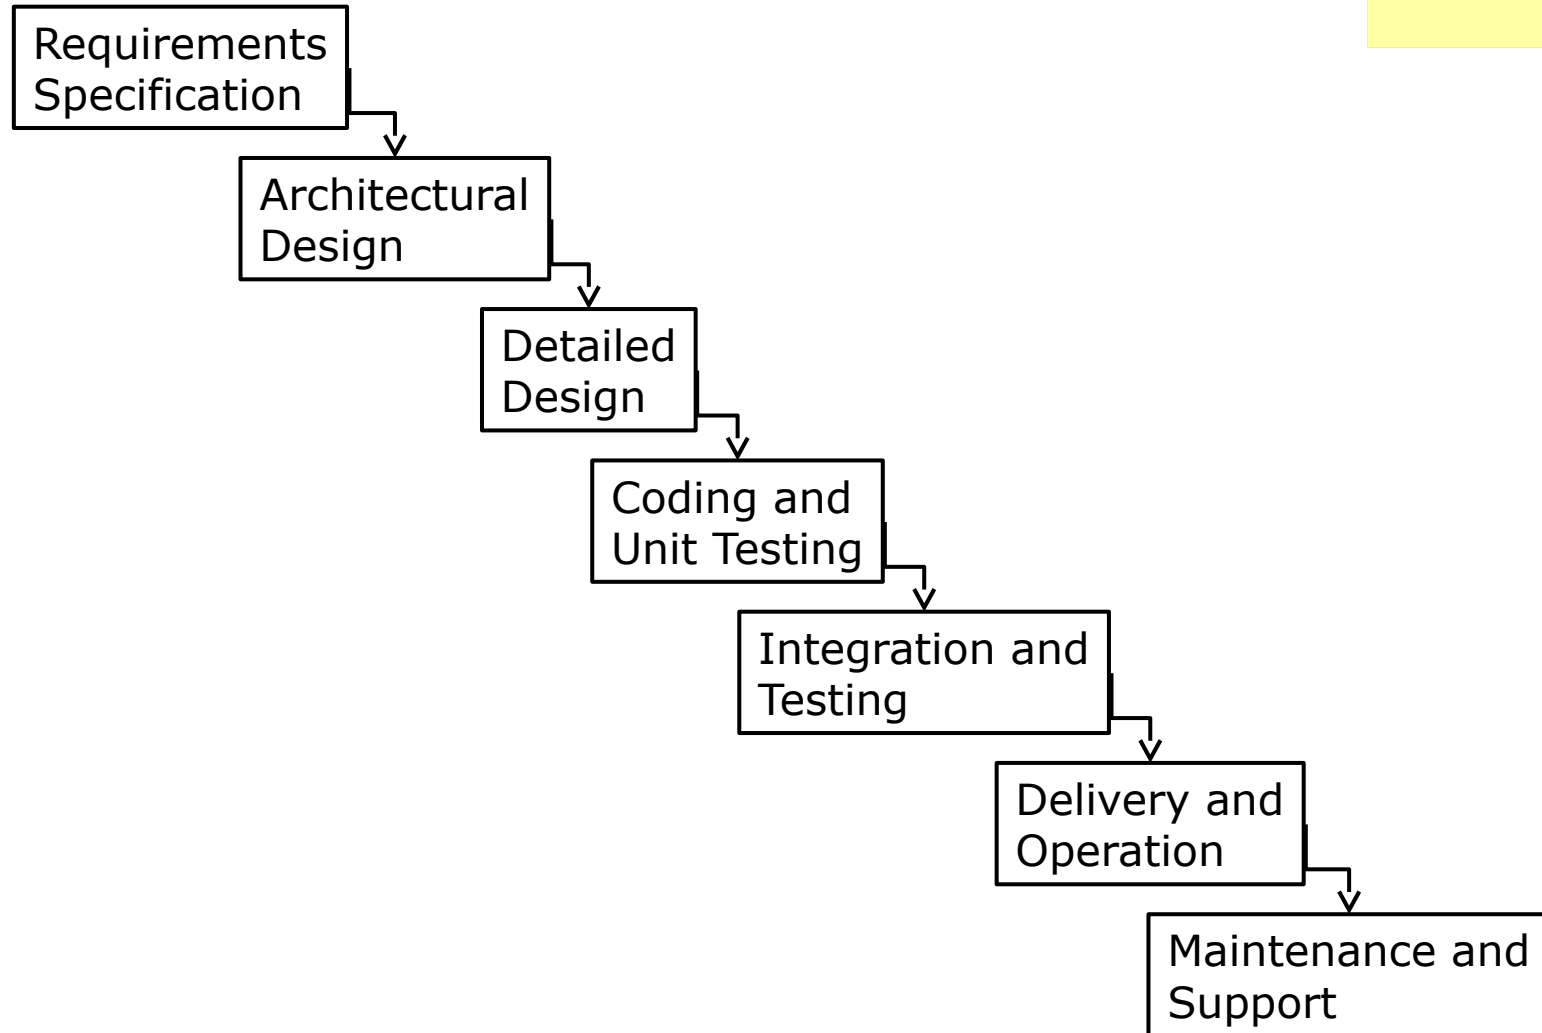 Requirements
Specification
Architectural
Design
Detailed
Design
Coding and
Unit Testing
Integration and
Testing
Delivery and
Operation
Maintenance and
Support